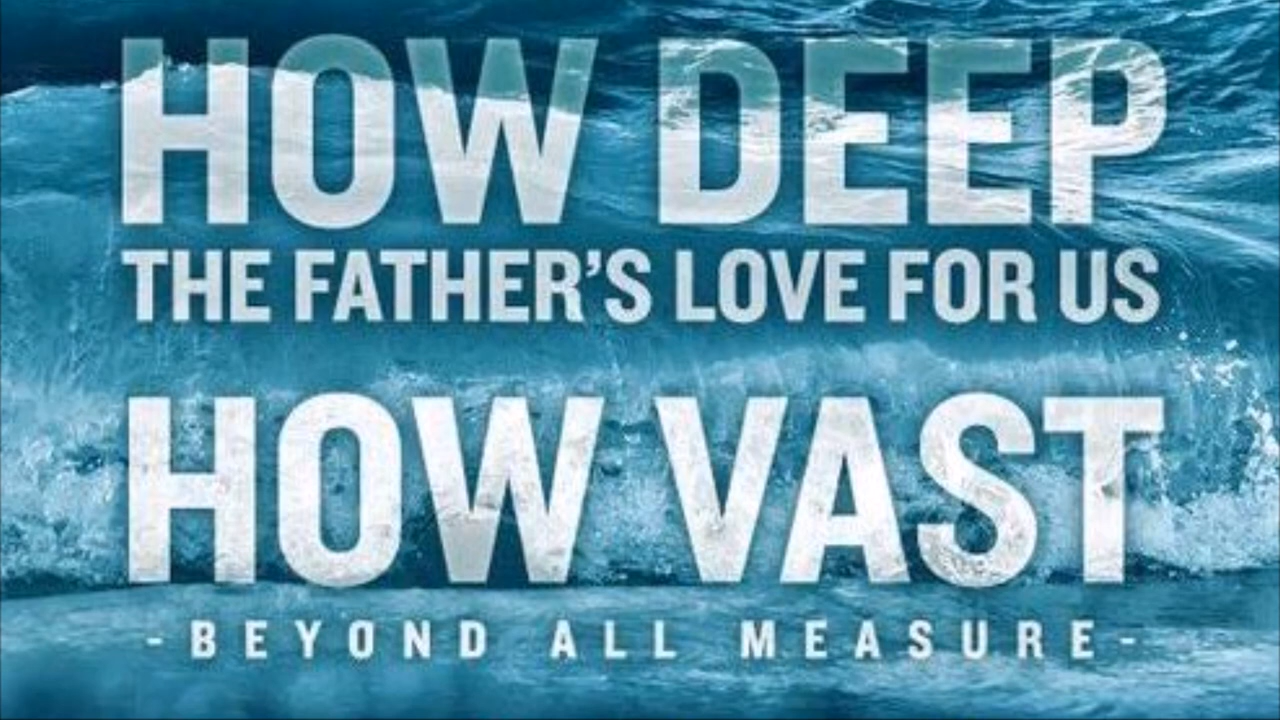 HOW DEEP
THE FATHER’S LOVE FOR US
HOW VAST
-BEYOND ALL MEASURE-